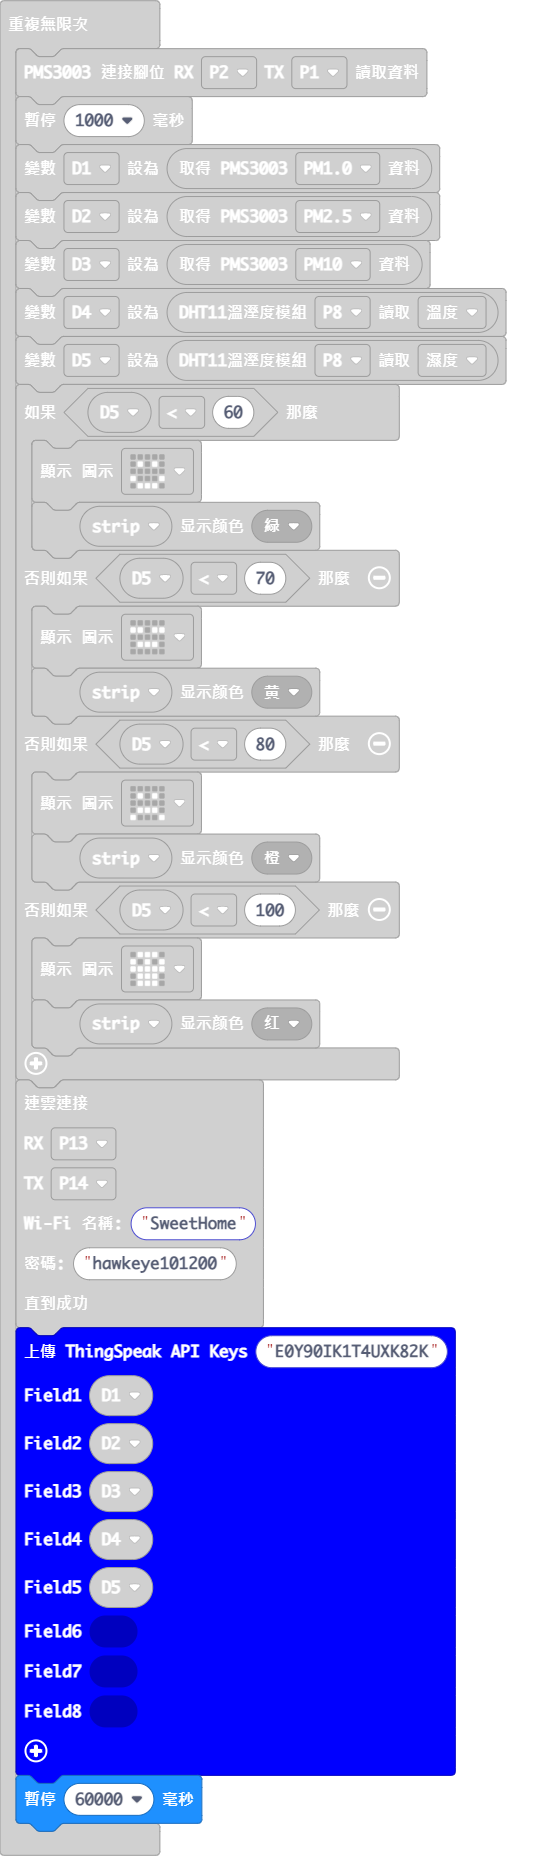 重複無限次
PMS3003 連接腳位 RX P2 TX P1 讀取資料
暫停 1000 毫秒
變數 D1 設為 取得 PMS3003 PM1.0 資料
變數 D2 設為 取得 PMS3003 PM2.5 資料
變數 D3 設為 取得 PMS3003 PM10 資料
變數 D4 設為 DHT11溫溼度模組 P8 讀取 溫度
變數 D5 設為 DHT11溫溼度模組 P8 讀取 濕度
如果 D5 < 60 那麼
顯示 圖示
strip 显示颜色 緑
否則如果 D5 < 70 那麼
顯示 圖示
strip 显示颜色 黄
否則如果 D5 < 80 那麼
顯示 圖示
strip 显示颜色 橙
否則如果 D5 < 100 那麼
顯示 圖示
strip 显示颜色 红
連雲連接
RX P13
TX P14
Wi-Fi 名稱: "SweetHome"
密碼: "hawkeye101200"
直到成功
上傳 ThingSpeak API Keys "E0Y90IK1T4UXK82K"
Field1 D1
Field2 D2
Field3 D3
Field4 D4
Field5 D5
Field6
Field7
Field8
暫停 60000 毫秒